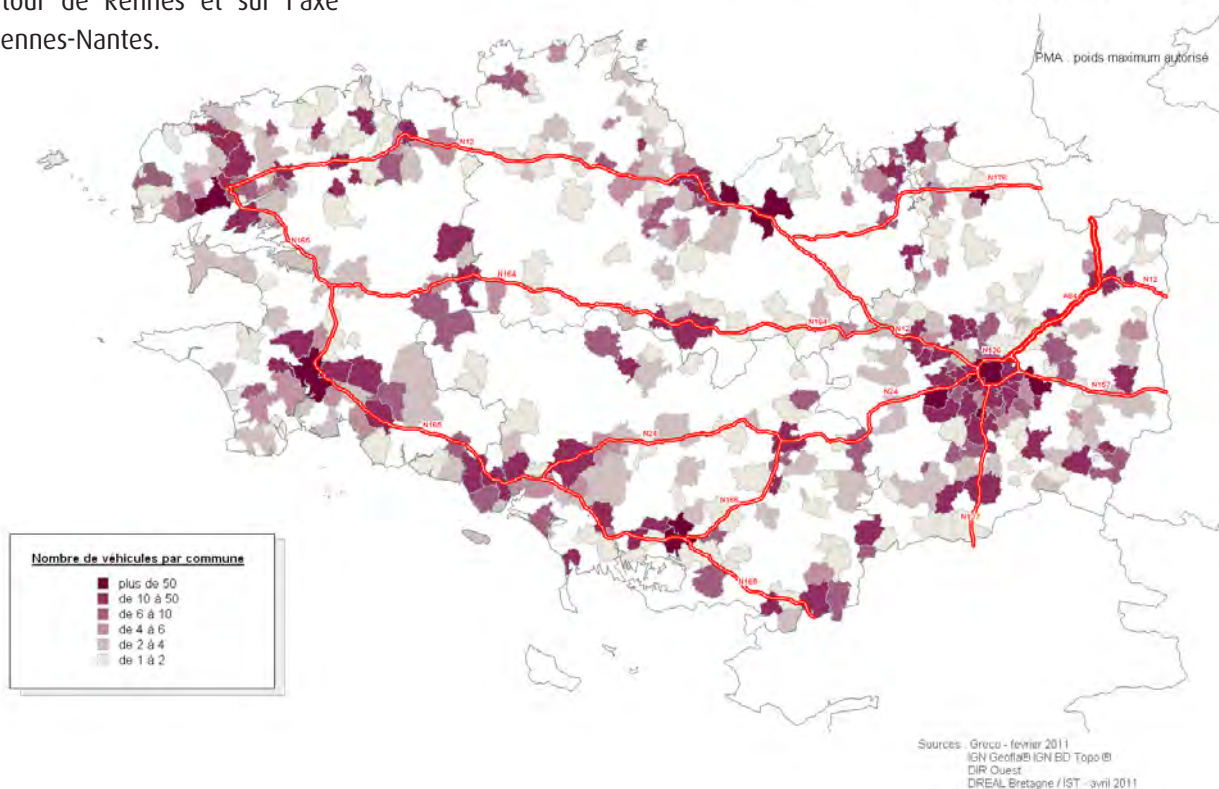 tour de Rennes et sur l'axe
ennes-Nantes.
PMA : poids maximum autorisé
N12
N176
N165
N164
N12
A84
N164
N12
N136
N157
N24
N24
N165
N166
N137
N165
Nombre de véhicules par commune
plus de 50
de 10 à 50
de 6 à 10
de 4 à 6
de 2 à 4
de 1 à 2
Sources : Greco - fevrier 2011
IGN Geofla® IGN BD Topo ®
DIR Ouest
DREAL Bretagne / IST - avril 2011